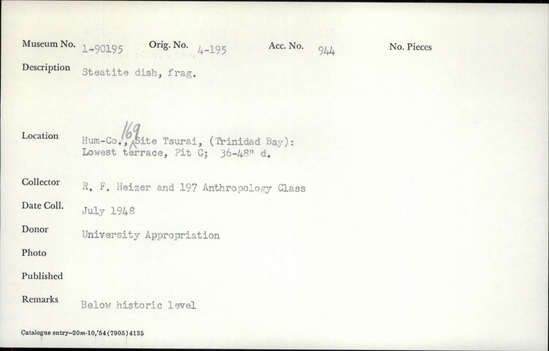 Museum No. 1-90195 Orig. No. 4-195 Acc. No. 944 No. Pieces
Description Steatite dish, frag.
169
Location Hum-Co., Site Tsurai, (Trinidad Bay):
Lowest terrace, Pit C; 36-48" d.
Collector R. F. Heizer and 197 Anthropology Class
Date Coll. July 1948
Donor University Appropriation
Photo
Published
Remarks Below historic level
Catalogue entry—20m-10,'54(7905)4155